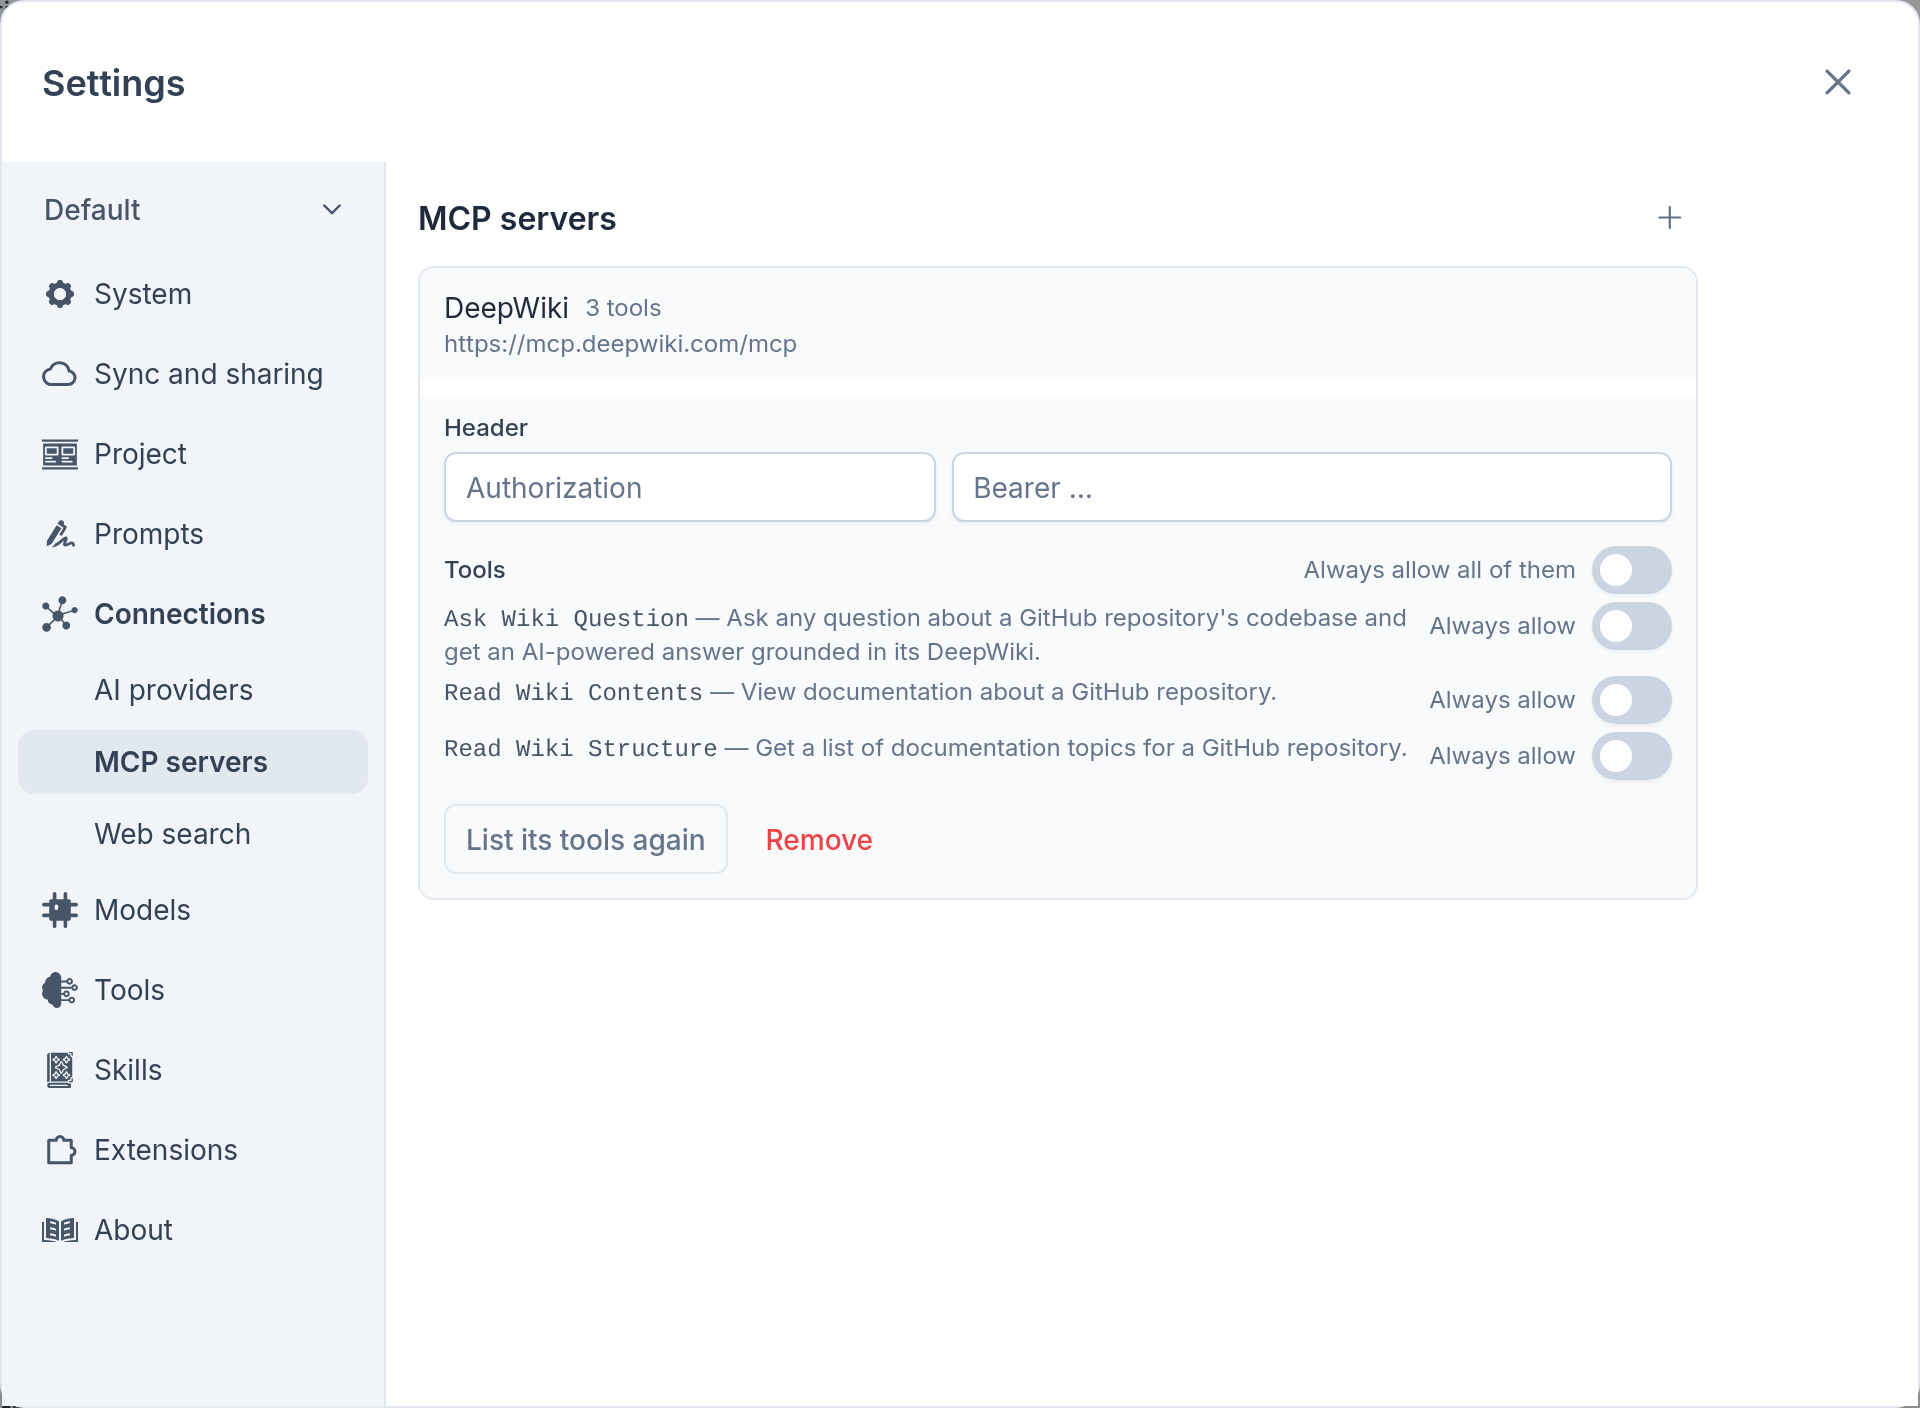 Settings
Default
System
Sync and sharing
Project
Prompts
Connections
AI providers
MCP servers
Web search
Models
Tools
Skills
Extensions
About
MCP servers
DeepWiki 3 tools
https://mcp.deepwiki.com/mcp
Header
Authorization
Bearer ...
Tools
Always allow all of them
Ask Wiki Question — Ask any question about a GitHub repository's codebase and
get an AI-powered answer grounded in its DeepWiki.
Always allow
Read Wiki Contents — View documentation about a GitHub repository.
Always allow
Read Wiki Structure — Get a list of documentation topics for a GitHub repository.
Always allow
List its tools again
Remove